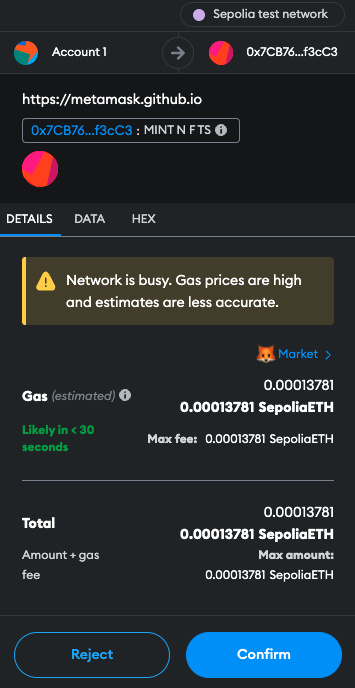 Sepolia test network
Account 1
0x7CB76...f3cC3
https://metamask.github.io
0x7CB76...f3cC3 : MINT N F TS
DETAILS DATA HEX
Network is busy. Gas prices are high
and estimates are less accurate.
Market >
0.00013781
Gas (estimated)
0.00013781 SepoliaETH
Likely in < 30
seconds
Max fee: 0.00013781 SepoliaETH
0.00013781
Total
0.00013781 SepoliaETH
Amount + gas
fee
Max amount:
0.00013781 SepoliaETH
Reject
Confirm